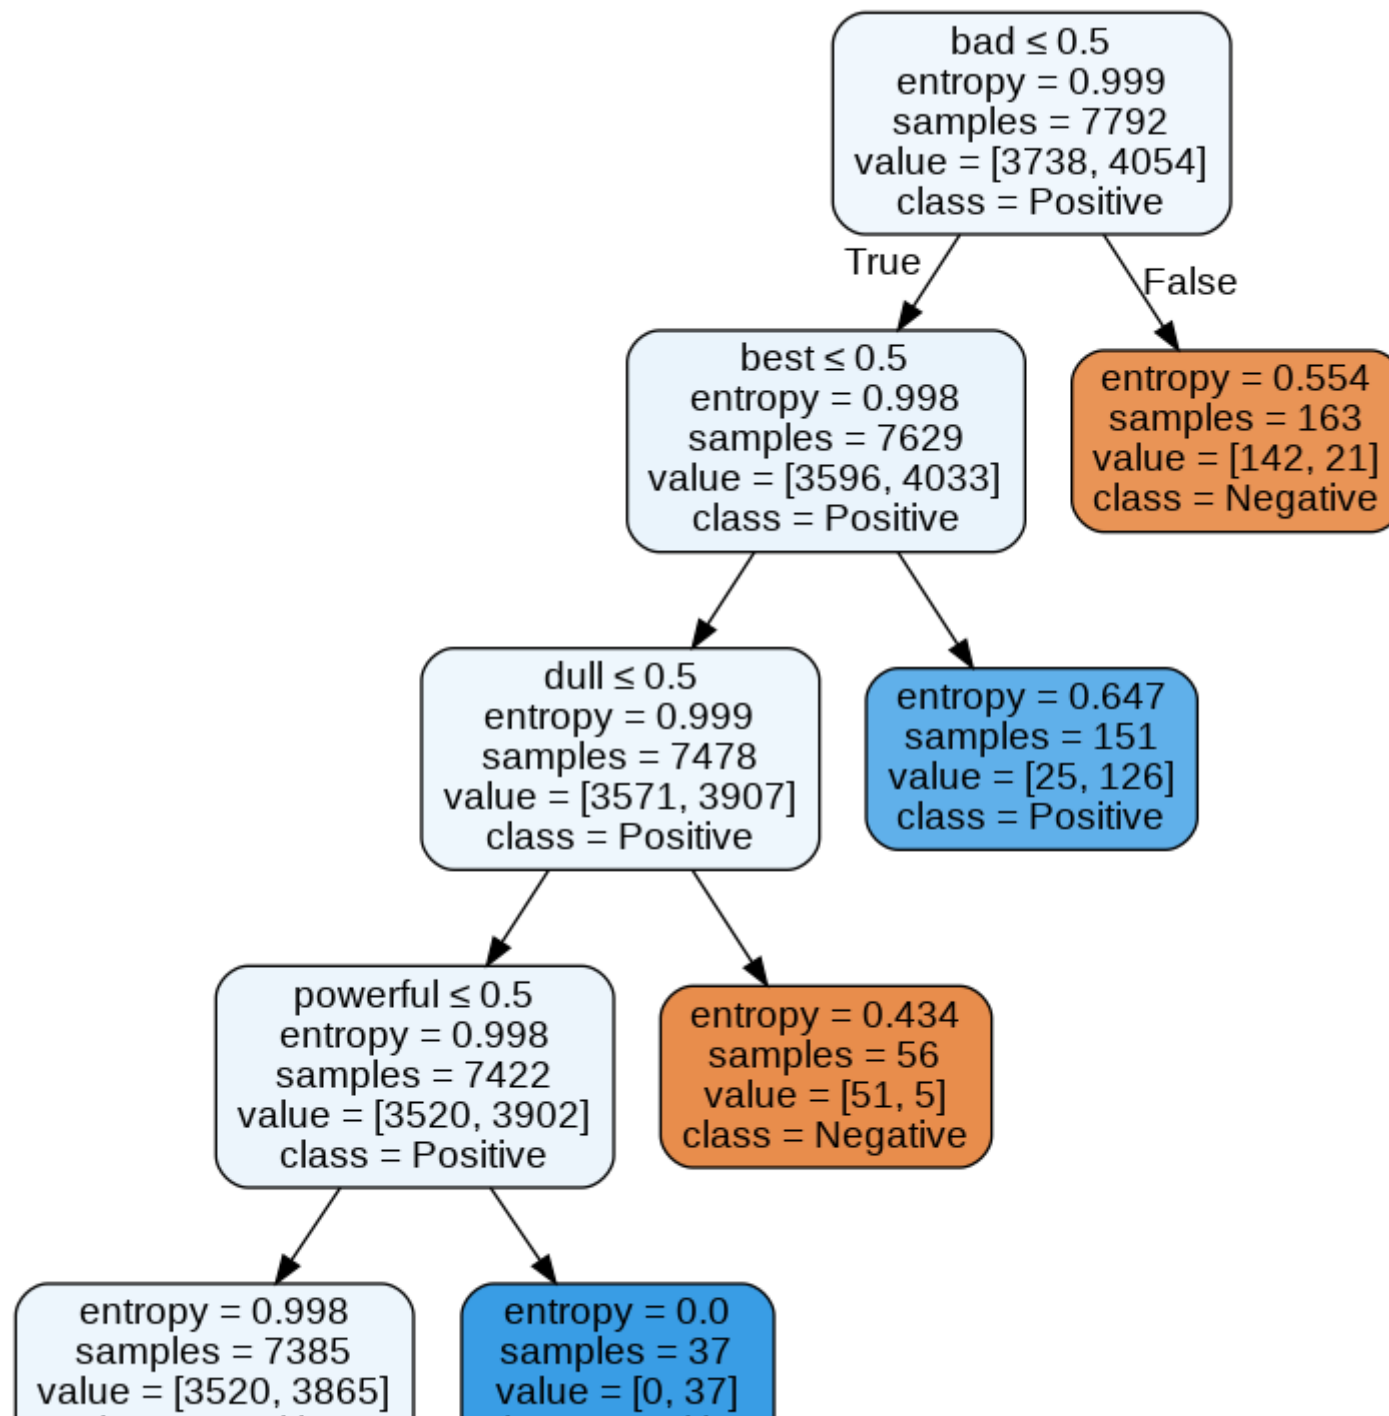 bad ≤ 0.5
entropy = 0.999
samples = 7792
value = [3738, 4054]
class = Positive
True
False
best ≤ 0.5
entropy = 0.998
samples = 7629
value = [3596, 4033]
class = Positive
entropy = 0.554
samples = 163
value = [142, 21]
class = Negative
dull ≤ 0.5
entropy = 0.999
samples = 7478
value = [3571, 3907]
class = Positive
entropy = 0.647
samples = 151
value = [25, 126]
class = Positive
powerful ≤ 0.5
entropy = 0.998
samples = 7422
value = [3520, 3902]
class = Positive
entropy = 0.434
samples = 56
value = [51, 5]
class = Negative
entropy = 0.998
samples = 7385
value = [3520, 3865]
entropy = 0.0
samples = 37
value = [0, 37]